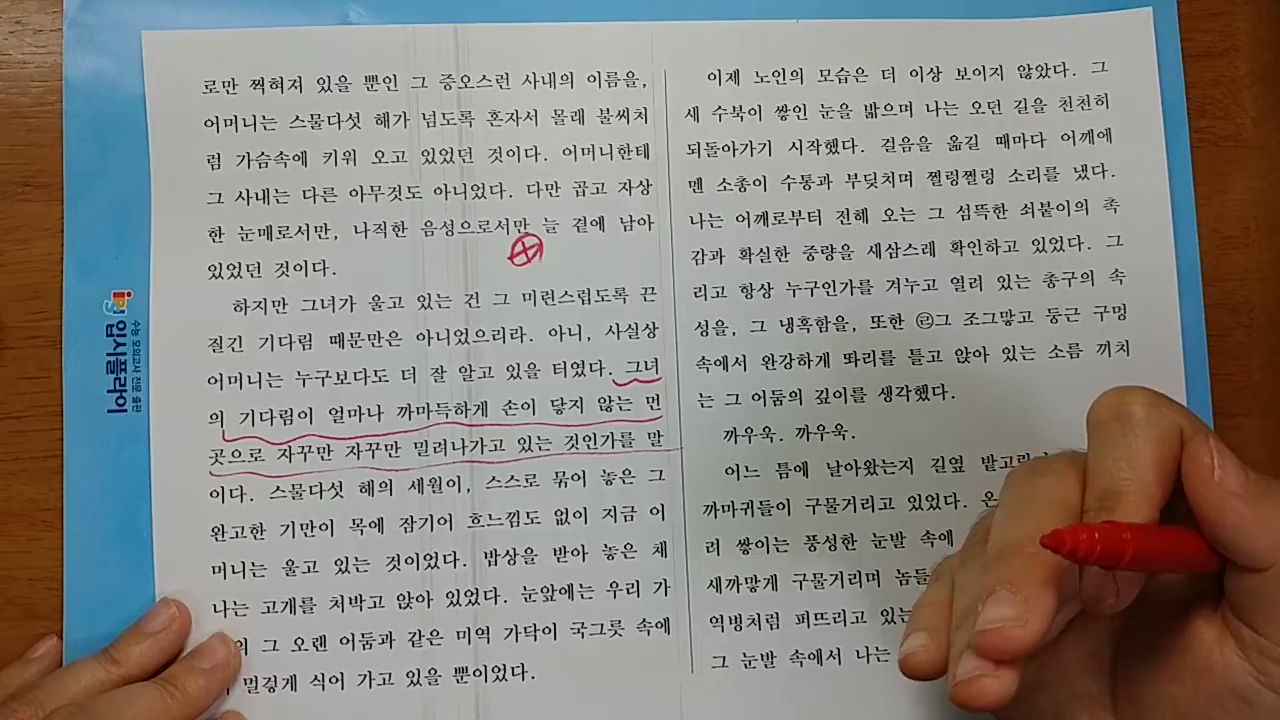 로만 찍혀져 있을 뿐인 그 증오스런 사내의 이름을,
어머니는 스물다섯 해가 넘도록 혼자서 몰래 불씨처
럼 가슴속에 키워 오고 있었던 것이다. 어머니한테
그 사내는 다른 아무것도 아니었다. 다만 곱고 자상
한 눈매로서만, 나직한 음성으로서만 늘 곁에 남아
있었던 것이다.
하지만 그녀가 울고 있는 건 그 미련스럽도록 끈
질긴 기다림 때문만은 아니었으리라. 아니, 사실상
어머니는 누구보다도 더 잘 알고 있을 터였다. 그녀
의 기다림이 얼마나 까마득하게 손이 닿지 않는 먼
곳으로 자꾸만 자꾸만 밀려나가고 있는 것인가를 말
이다. 스물다섯 해의 세월이, 스스로 묶어 놓은 그
완고한 기만이 목에 잠기어 흐느낌도 없이 지금 어
머니는 울고 있는 것이었다. 밥상을 받아 놓은 채
나는 고개를 처박고 앉아 있었다. 눈앞에는 우리 가
의 그 오랜 어둠과 같은 미역 가닥이 국그릇 속에
멀겋게 식어 가고 있을 뿐이었다.
이제 노인의 모습은 더 이상 보이지 않았다. 그
새 수북이 쌓인 눈을 밟으며 나는 오던 길을 천천히
되돌아가기 시작했다. 걸음을 옮길 때마다 어깨에
멘 소총이 수통과 부딪치며 쩔렁쩔렁 소리를 냈다.
나는 어깨로부터 전해 오는 그 섬뜩한 쇠붙이의 촉
감과 확실한 중량을 새삼스레 확인하고 있었다. 그
리고 항상 누구인가를 겨누고 열려 있는 총구의 속
성을, 그 냉혹함을, 또한 ㉣그 조그맣고 둥근 구멍
속에서 완강하게 똬리를 틀고 앉아 있는 소름 끼치
는 그 어둠의 깊이를 생각했다.
까우욱. 까우욱.
어느 틈에 날아왔는지 길옆 밭고랑
까마귀들이 구물거리고 있었다. 온
러 쌓이는 풍성한 눈발 속에
새까맣게 구물거리며 놈들
역병처럼 퍼뜨리고 있는
그 눈발 속에서 나는
입시플라이
수능 모의고사 전문 출판